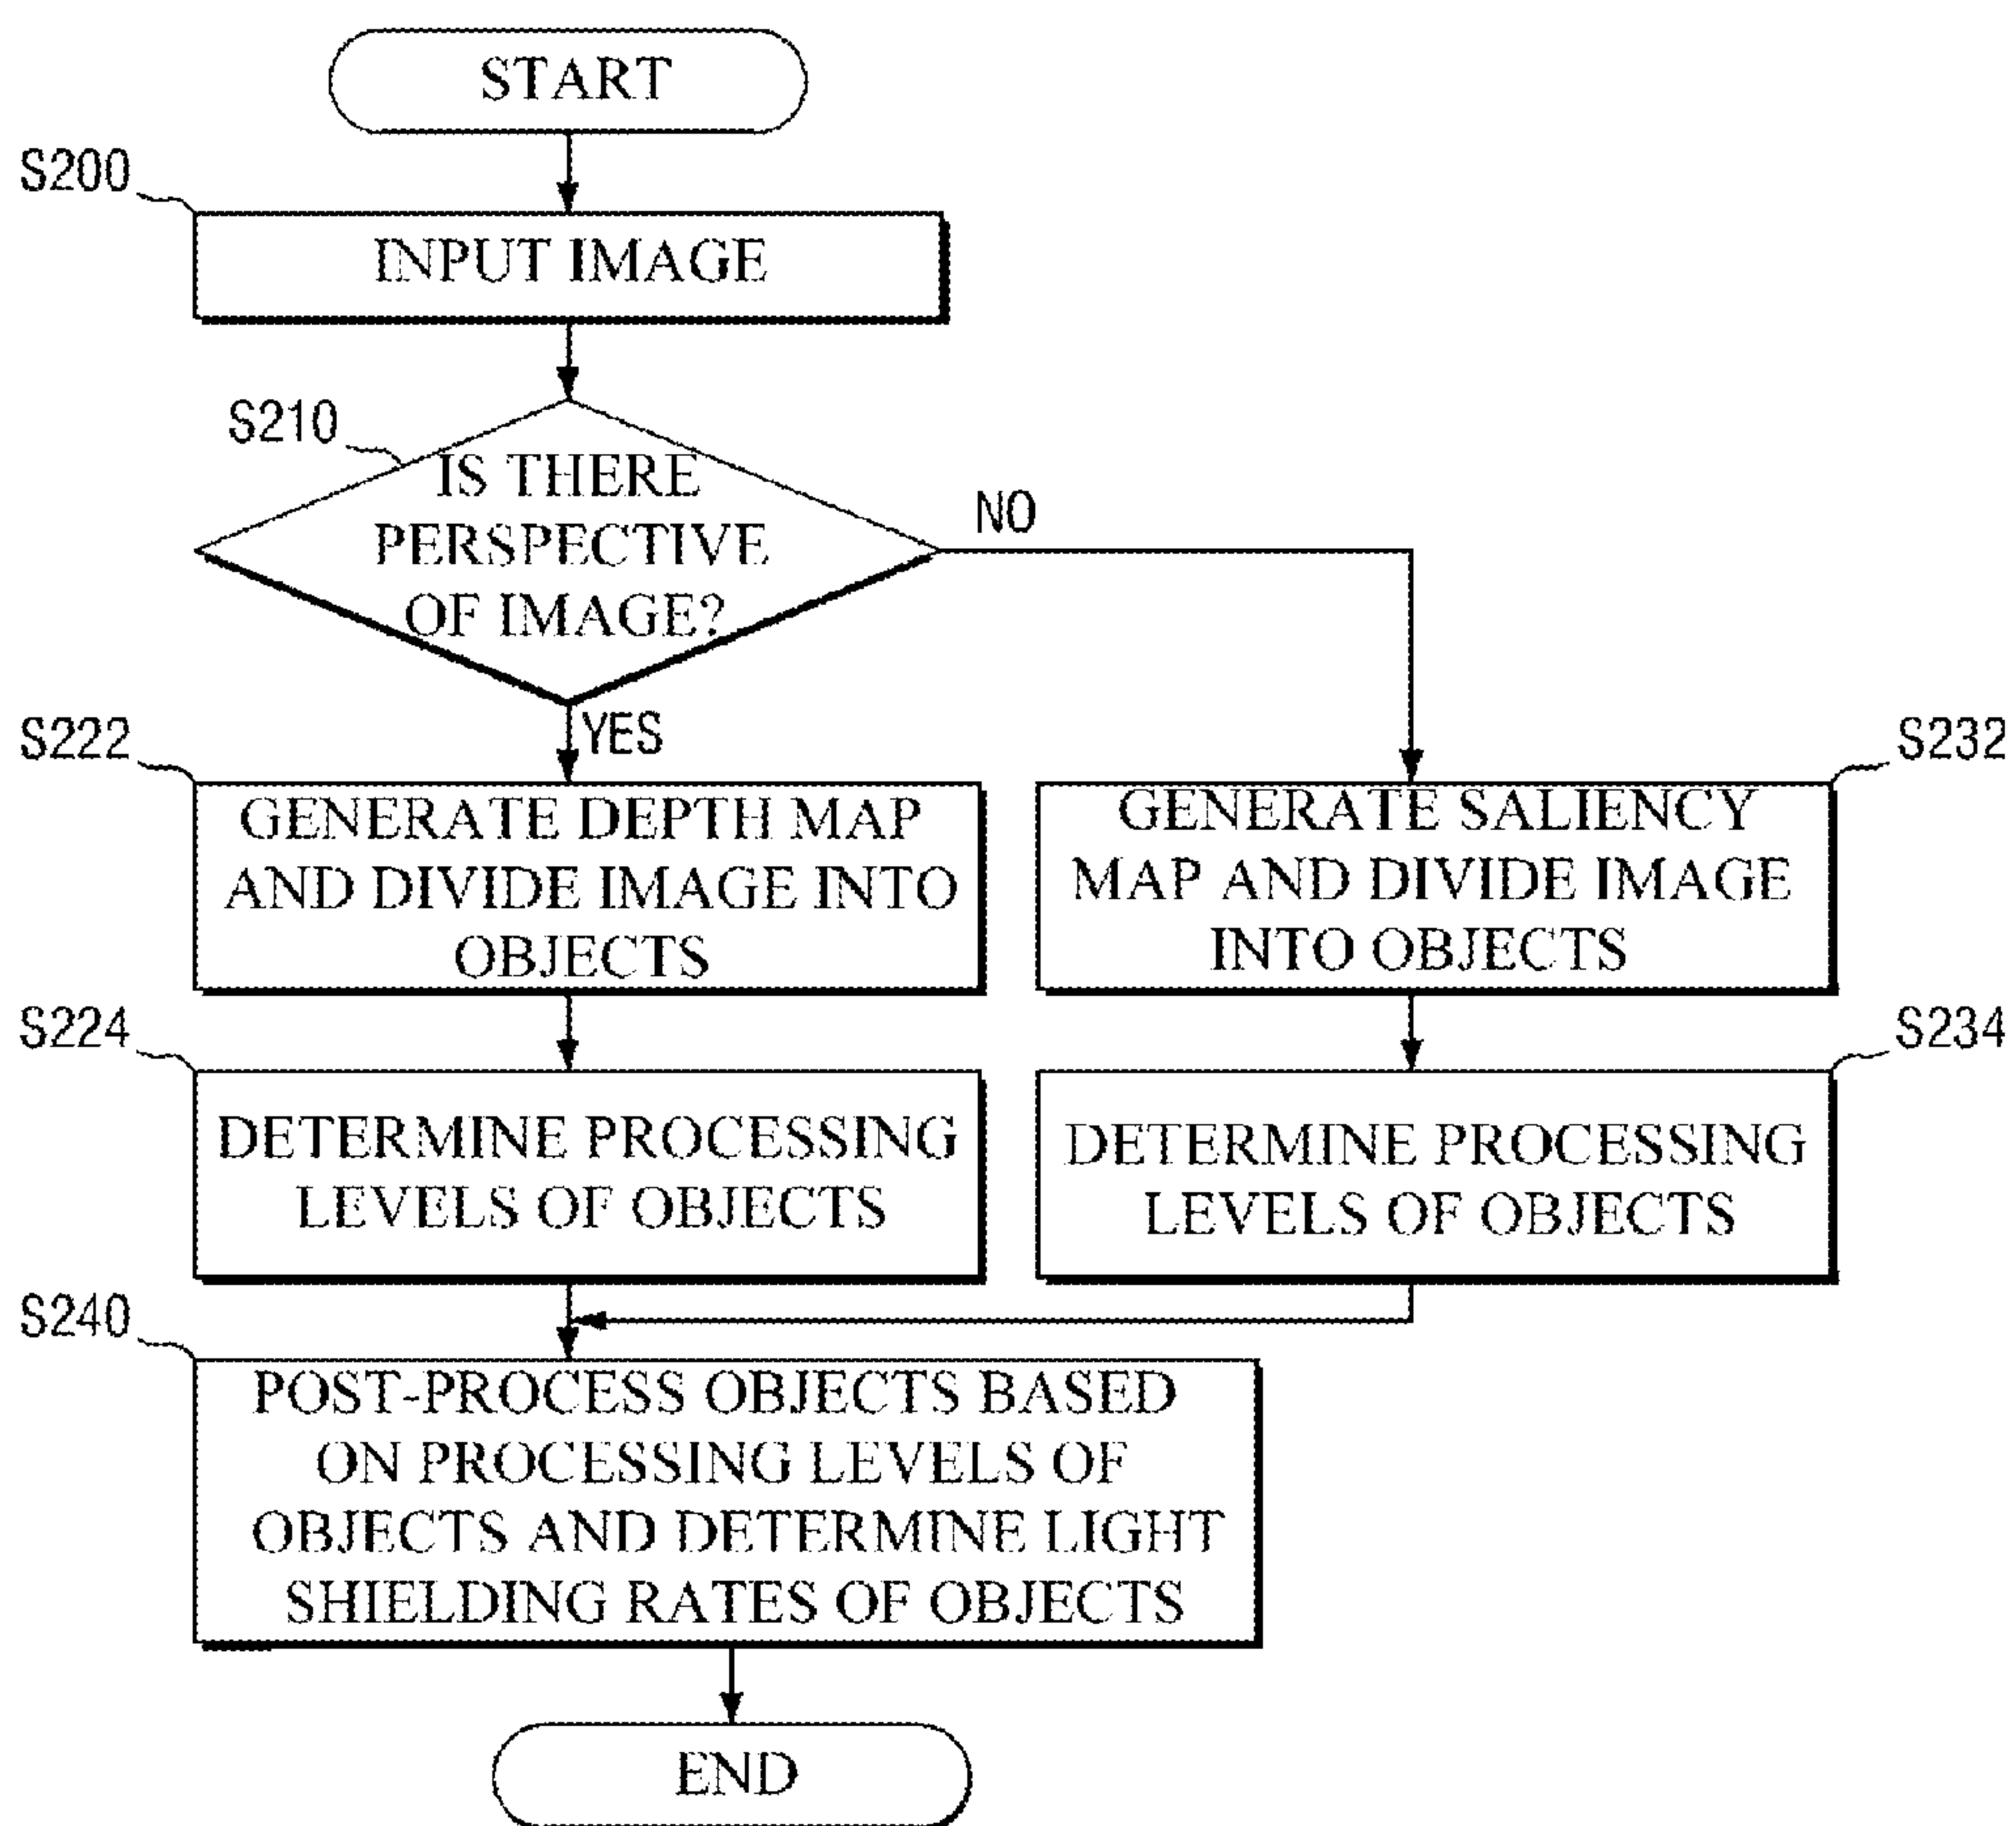 START
S200
INPUT IMAGE
S210
IS THERE
PERSPECTIVE
OF IMAGE?
NO
YES
S222
GENERATE DEPTH MAP
AND DIVIDE IMAGE INTO
OBJECTS
S232
GENERATE SALIENCY
MAP AND DIVIDE IMAGE
INTO OBJECTS
S224
DETERMINE PROCESSING
LEVELS OF OBJECTS
S234
DETERMINE PROCESSING
LEVELS OF OBJECTS
S240
POST-PROCESS OBJECTS BASED
ON PROCESSING LEVELS OF
OBJECTS AND DETERMINE LIGHT
SHIELDING RATES OF OBJECTS
END